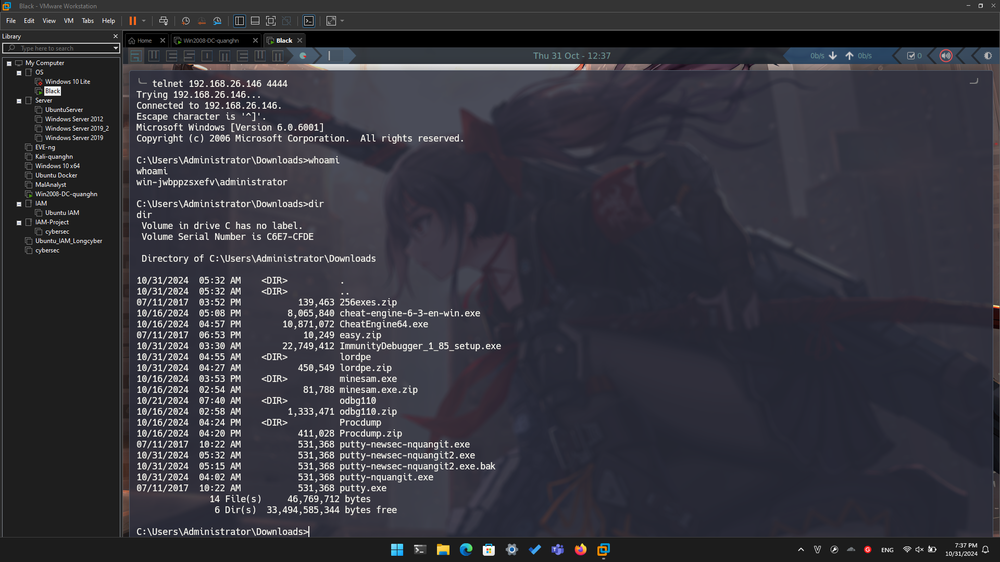 Black - VMware Workstation
File Edit View VM Tabs Help
Library
Type here to search
My Computer
OS
Windows 10 Lite
Black
Server
UbuntuServer
Windows Server 2012
Windows Server 2019_2
Windows Server 2019
EVE-ng
Kali-quanghn
Windows 10 x64
Ubuntu Docker
MalAnalyst
Win2008-DC-quanghn
IAM
Ubuntu IAM
IAM-Project
cybersec
Ubuntu_IAM_Longcyber
cybersec
Home Win2008-DC-quanghn Black
Thu 31 Oct - 12:37 0b/s 0b/s 0
telnet 192.168.26.146 4444
Trying 192.168.26.146...
Connected to 192.168.26.146.
Escape character is '^]'.
Microsoft Windows [Version 6.0.6001]
Copyright (c) 2006 Microsoft Corporation.  All rights reserved.
C:\Users\Administrator\Downloads>whoami
whoami
win-jwbppzsxefv\administrator
C:\Users\Administrator\Downloads>dir
dir
Volume in drive C has no label.
Volume Serial Number is C6E7-CFDE
Directory of C:\Users\Administrator\Downloads
10/31/2024  05:32 AM    <DIR>          .
10/31/2024  05:32 AM    <DIR>          ..
07/11/2017  03:52 PM           139,463 256exes.zip
10/16/2024  05:08 PM         8,065,840 cheat-engine-6-3-en-win.exe
10/16/2024  04:57 PM        10,871,072 CheatEngine64.exe
07/11/2017  06:53 PM            10,249 easy.zip
10/31/2024  03:30 AM        22,749,412 ImmunityDebugger_1_85_setup.exe
10/31/2024  04:55 AM    <DIR>          lordpe
10/31/2024  04:27 AM           450,549 lordpe.zip
10/16/2024  03:53 PM    <DIR>          minesam.exe
10/16/2024  02:54 AM            81,788 minesam.exe.zip
10/21/2024  07:40 AM    <DIR>          odbg110
10/16/2024  02:58 AM         1,333,471 odbg110.zip
10/16/2024  04:24 PM    <DIR>          Procdump
10/16/2024  04:20 PM           411,028 Procdump.zip
07/11/2017  10:22 AM           531,368 putty-newsec-nquangit.exe
10/31/2024  05:32 AM           531,368 putty-newsec-nquangit2.exe
10/31/2024  05:15 AM           531,368 putty-newsec-nquangit2.exe.bak
10/31/2024  04:02 AM           531,368 putty-nquangit.exe
07/11/2017  10:22 AM           531,368 putty.exe
14 File(s)     46,769,712 bytes
6 Dir(s)  33,494,585,344 bytes free
C:\Users\Administrator\Downloads>
ENG 7:37 PM
10/31/2024